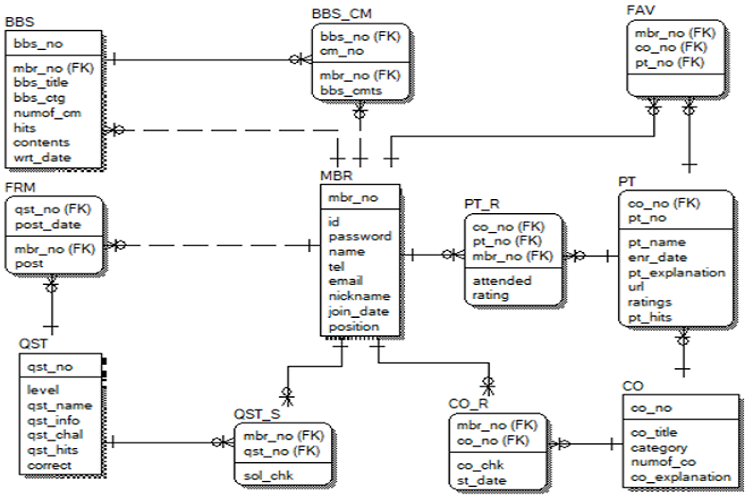 BBS
bbs_no
mbr_no (FK)
bbs_title
bbs_ctg
numof_cm
hits
contents
wrt_date
BBS_CM
bbs_no (FK)
cm_no
mbr_no (FK)
bbs_cmts
FAV
mbr_no (FK)
co_no (FK)
pt_no (FK)
FRM
qst_no (FK)
post_date
mbr_no (FK)
post
MBR
mbr_no
id
password
name
tel
email
nickname
join_date
position
PT_R
co_no (FK)
pt_no (FK)
mbr_no (FK)
attended
rating
PT
co_no (FK)
pt_no
pt_name
enr_date
pt_explanation
url
ratings
pt_hits
QST
qst_no
level
qst_name
qst_info
qst_chal
qst_hits
correct
QST_S
mbr_no (FK)
qst_no (FK)
sol_chk
CO_R
mbr_no (FK)
co_no (FK)
co_chk
st_date
CO
co_no
co_title
category
numof_co
co_explanation